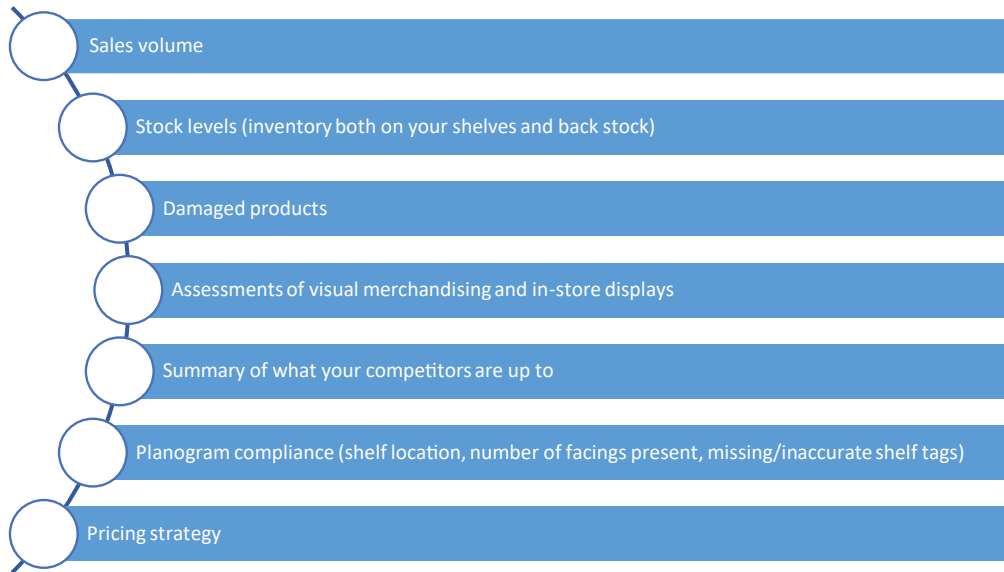 Sales volume
Stock levels (inventory both on your shelves and back stock)
Damaged products
Assessments of visual merchandising and in-store displays
Summary of what your competitors are up to
Planogram compliance (shelf location, number of facings present, missing/inaccurate shelf tags)
Pricing strategy